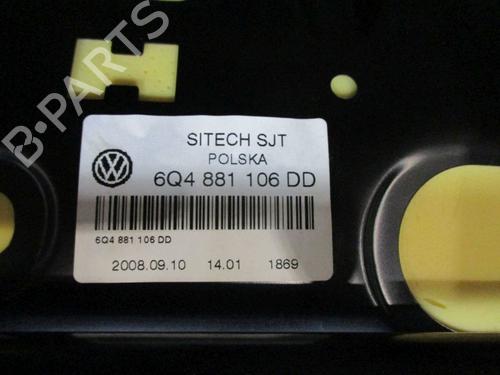 B-PARTS
SITECH SJT
POLSKA
6Q4 881 106 DD
6Q4 881 106 DD
2008.09.10 14.01 1869